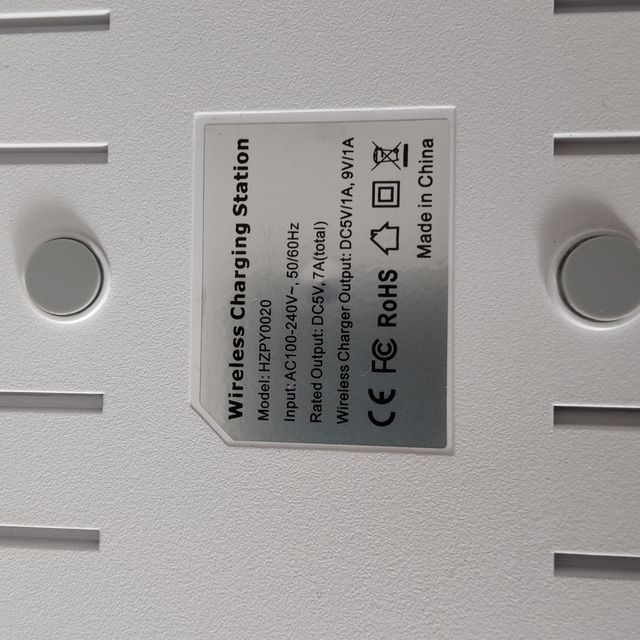 Wireless Charging Station
Model: HZPY0020
Input: AC100-240V~, 50/60Hz
Rated Output: DC5V, 7A(total)
Wireless Charger Output: DC5V/1A, 9V/1A
CE FC RoHS
Made in China